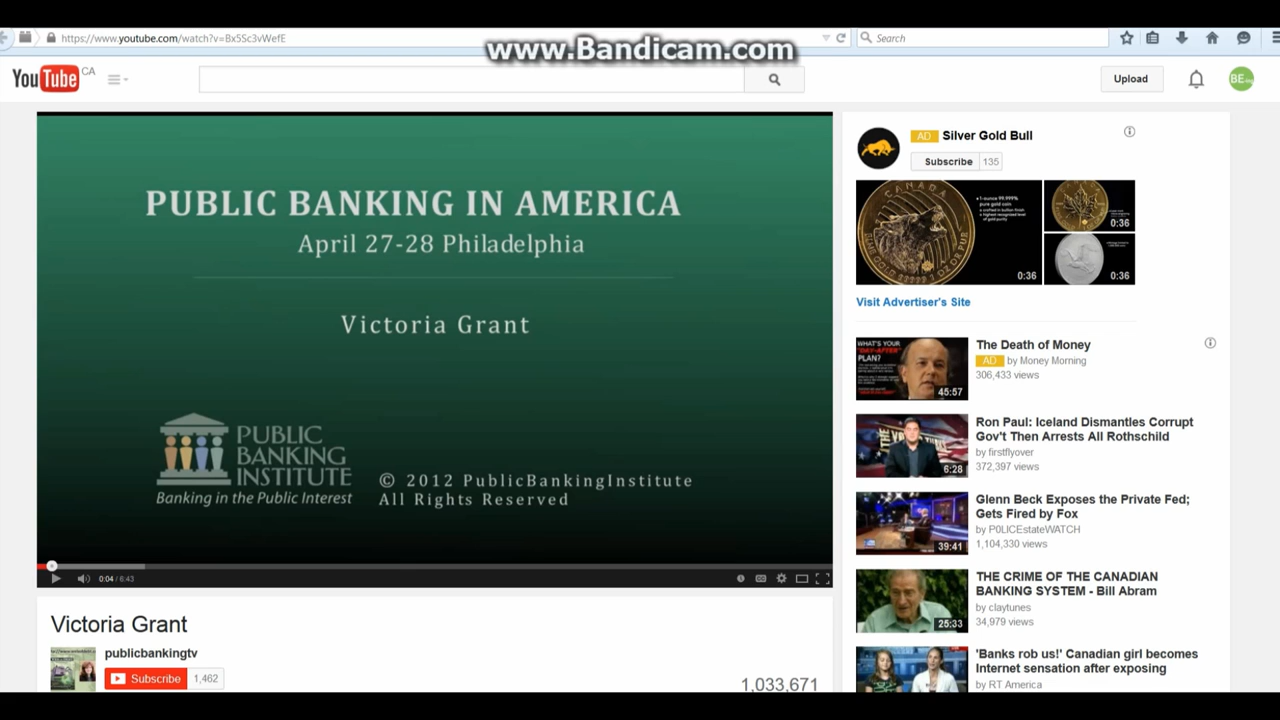 https://www.youtube.com/watch?v=Bx5Sc3vWefE
Search
www.Bandicam.com
YouTube CA
Upload
BE
PUBLIC BANKING IN AMERICA
April 27-28 Philadelphia
Victoria Grant
PUBLIC
BANKING
INSTITUTE
Banking in the Public Interest
© 2012 PublicBankingInstitute
All Rights Reserved
0:04 / 6:43
Victoria Grant
publicbankingtv
Subscribe 1,462
1,033,671
AD Silver Gold Bull
Subscribe 135
CANADA
0:36
0:36
0:36
Visit Advertiser's Site
WHAT'S YOUR
"DAY-AFTER"
PLAN?
45:57
The Death of Money
AD by Money Morning
306,433 views
6:28
Ron Paul: Iceland Dismantles Corrupt
Gov't Then Arrests All Rothschild
by firstflyover
372,397 views
39:41
Glenn Beck Exposes the Private Fed;
Gets Fired by Fox
by P0LICEstateWATCH
1,104,330 views
25:33
THE CRIME OF THE CANADIAN
BANKING SYSTEM - Bill Abram
by claytunes
34,979 views
'Banks rob us!' Canadian girl becomes
Internet sensation after exposing
by RT America